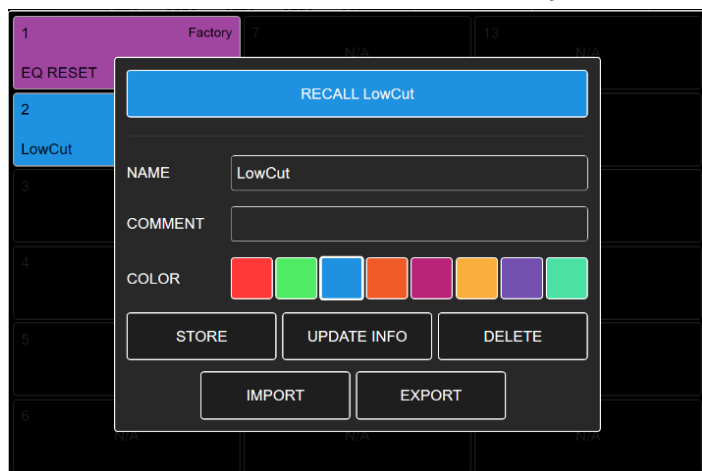 1 Factory 7 13
N/A N/A
EQ RESET
RECALL LowCut
2
LowCut
NAME LowCut
3
COMMENT
4
COLOR
5 STORE UPDATE INFO DELETE
IMPORT EXPORT
6
N/A N/A N/A